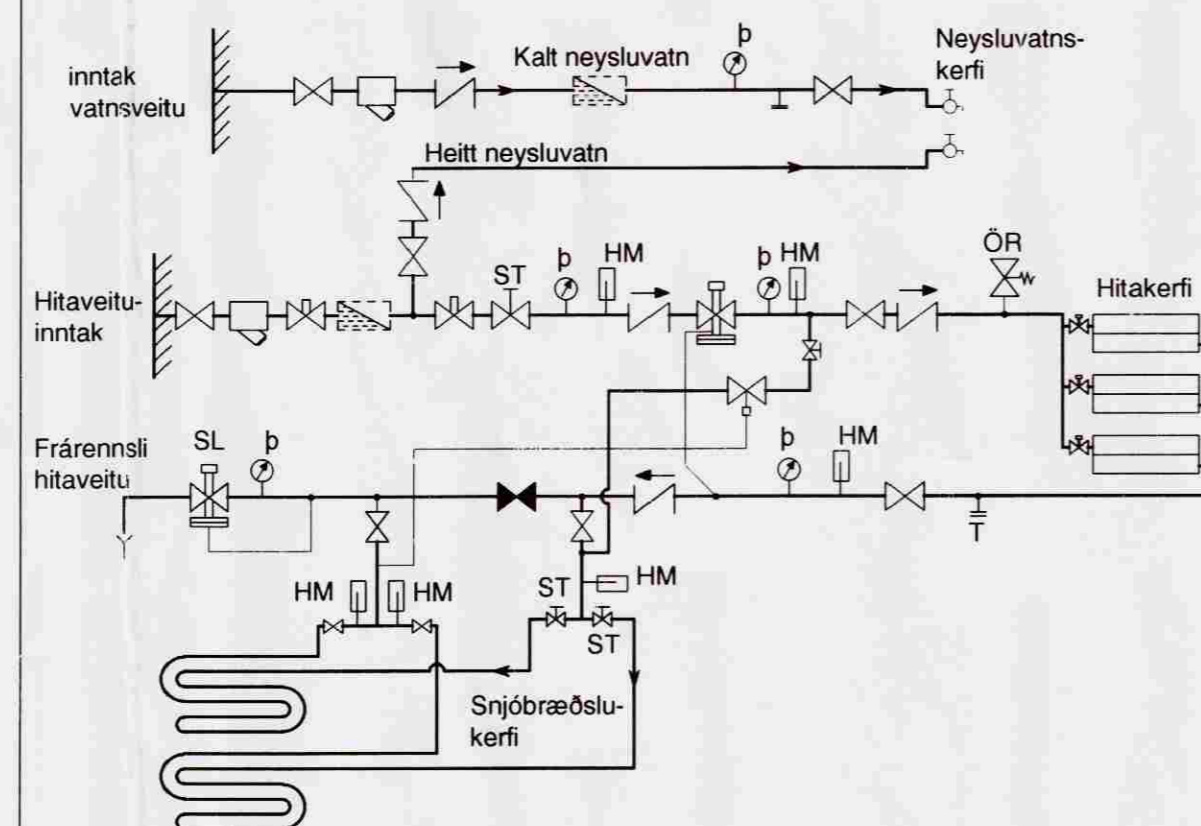 inntak
vatnsveitu
Kalt neysluvatn
þ
Neysluvatns-
kerfi
Heitt neysluvatn
Hitaveitu-
inntak
ST
þ
HM
þ
HM
ÖR
Hitakerfi
Frárennsli
hitaveitu
SL
þ
þ
HM
HM
HM
ST
HM
ST
Snjóbræðslu-
kerfi